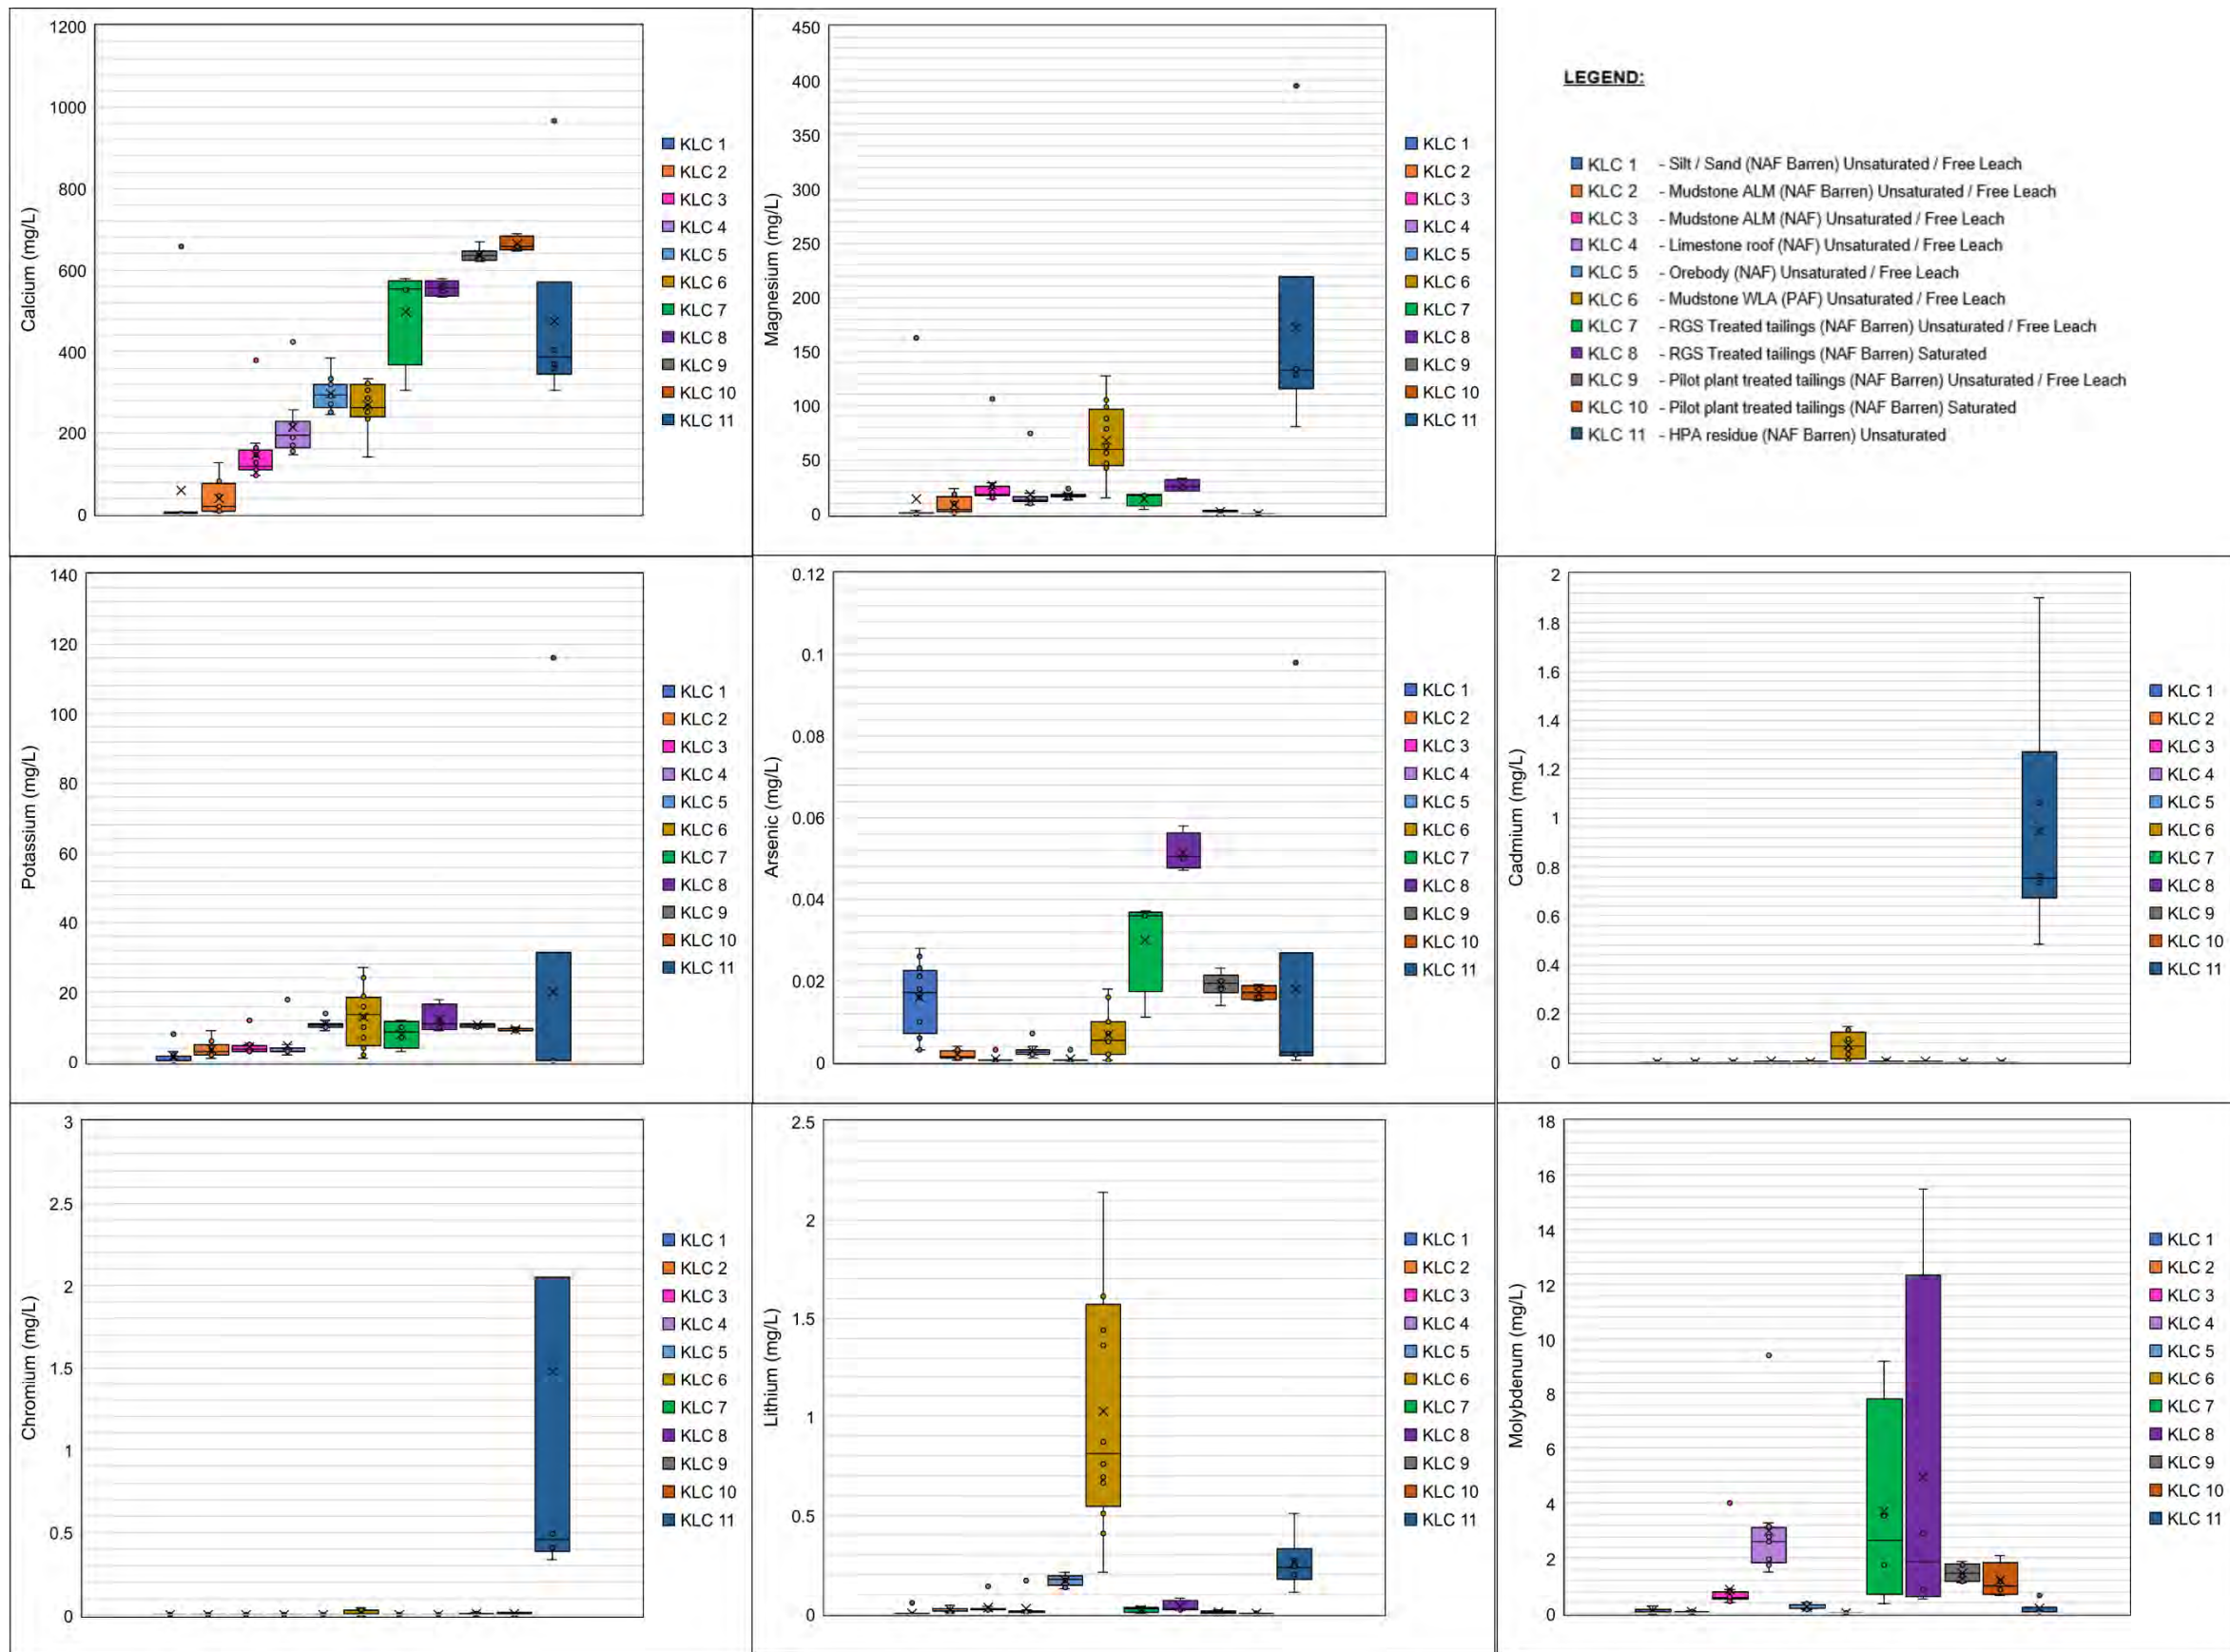 Calcium (mg/L)
1200
1000
800
600
400
200
0
KLC 1
KLC 2
KLC 3
KLC 4
KLC 5
KLC 6
KLC 7
KLC 8
KLC 9
KLC 10
KLC 11
Magnesium (mg/L)
450
400
350
300
250
200
150
100
50
0
KLC 1
KLC 2
KLC 3
KLC 4
KLC 5
KLC 6
KLC 7
KLC 8
KLC 9
KLC 10
KLC 11
LEGEND:
KLC 1 - Silt / Sand (NAF Barren) Unsaturated / Free Leach
KLC 2 - Mudstone ALM (NAF Barren) Unsaturated / Free Leach
KLC 3 - Mudstone ALM (NAF) Unsaturated / Free Leach
KLC 4 - Limestone roof (NAF) Unsaturated / Free Leach
KLC 5 - Orebody (NAF) Unsaturated / Free Leach
KLC 6 - Mudstone WLA (PAF) Unsaturated / Free Leach
KLC 7 - RGS Treated tailings (NAF Barren) Unsaturated / Free Leach
KLC 8 - RGS Treated tailings (NAF Barren) Saturated
KLC 9 - Pilot plant treated tailings (NAF Barren) Unsaturated / Free Leach
KLC 10 - Pilot plant treated tailings (NAF Barren) Saturated
KLC 11 - HPA residue (NAF Barren) Unsaturated
Potassium (mg/L)
140
120
100
80
60
40
20
0
KLC 1
KLC 2
KLC 3
KLC 4
KLC 5
KLC 6
KLC 7
KLC 8
KLC 9
KLC 10
KLC 11
Arsenic (mg/L)
0.12
0.1
0.08
0.06
0.04
0.02
0
KLC 1
KLC 2
KLC 3
KLC 4
KLC 5
KLC 6
KLC 7
KLC 8
KLC 9
KLC 10
KLC 11
Cadmium (mg/L)
2
1.8
1.6
1.4
1.2
1
0.8
0.6
0.4
0.2
0
KLC 1
KLC 2
KLC 3
KLC 4
KLC 5
KLC 6
KLC 7
KLC 8
KLC 9
KLC 10
KLC 11
Chromium (mg/L)
3
2.5
2
1.5
1
0.5
0
KLC 1
KLC 2
KLC 3
KLC 4
KLC 5
KLC 6
KLC 7
KLC 8
KLC 9
KLC 10
KLC 11
Lithium (mg/L)
2.5
2
1.5
1
0.5
0
KLC 1
KLC 2
KLC 3
KLC 4
KLC 5
KLC 6
KLC 7
KLC 8
KLC 9
KLC 10
KLC 11
Molybdenum (mg/L)
18
16
14
12
10
8
6
4
2
0
KLC 1
KLC 2
KLC 3
KLC 4
KLC 5
KLC 6
KLC 7
KLC 8
KLC 9
KLC 10
KLC 11